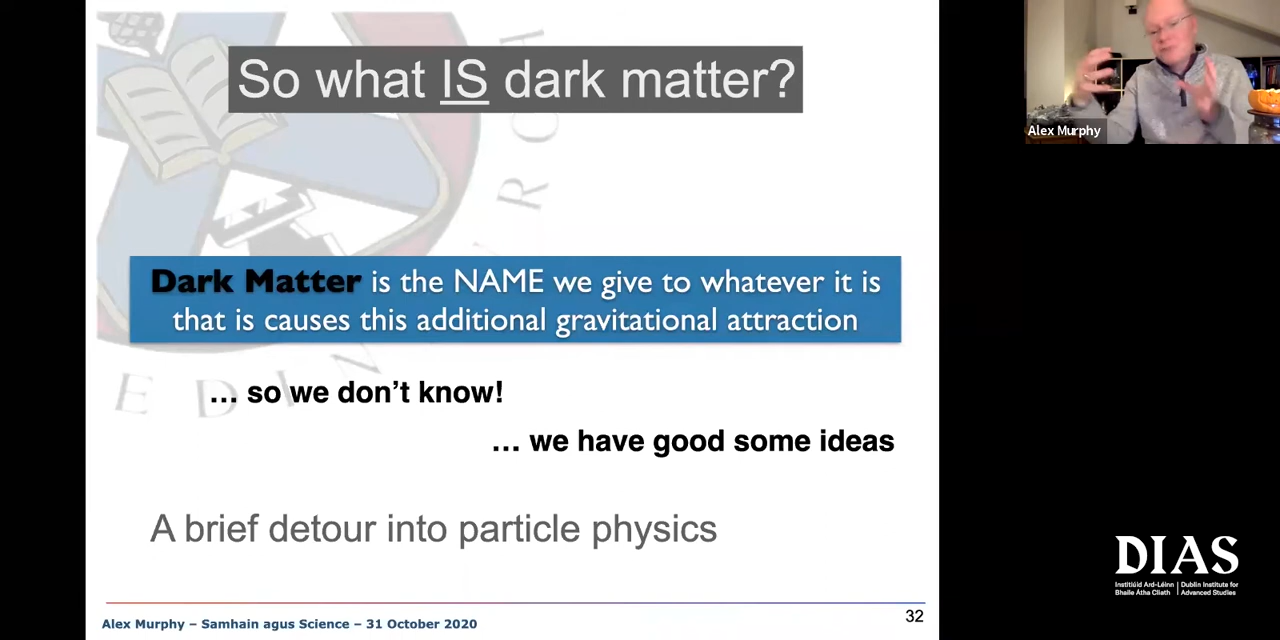 So what IS dark matter?
Alex Murphy
Dark Matter is the NAME we give to whatever it is
that is causes this additional gravitational attraction
... so we don't know!
... we have good some ideas
A brief detour into particle physics
Alex Murphy – Samhain agus Science – 31 October 2020
32
DIAS
Institiúid Ard-Léinn | Dublin Institute for
Bhaile Átha Cliath | Advanced Studies